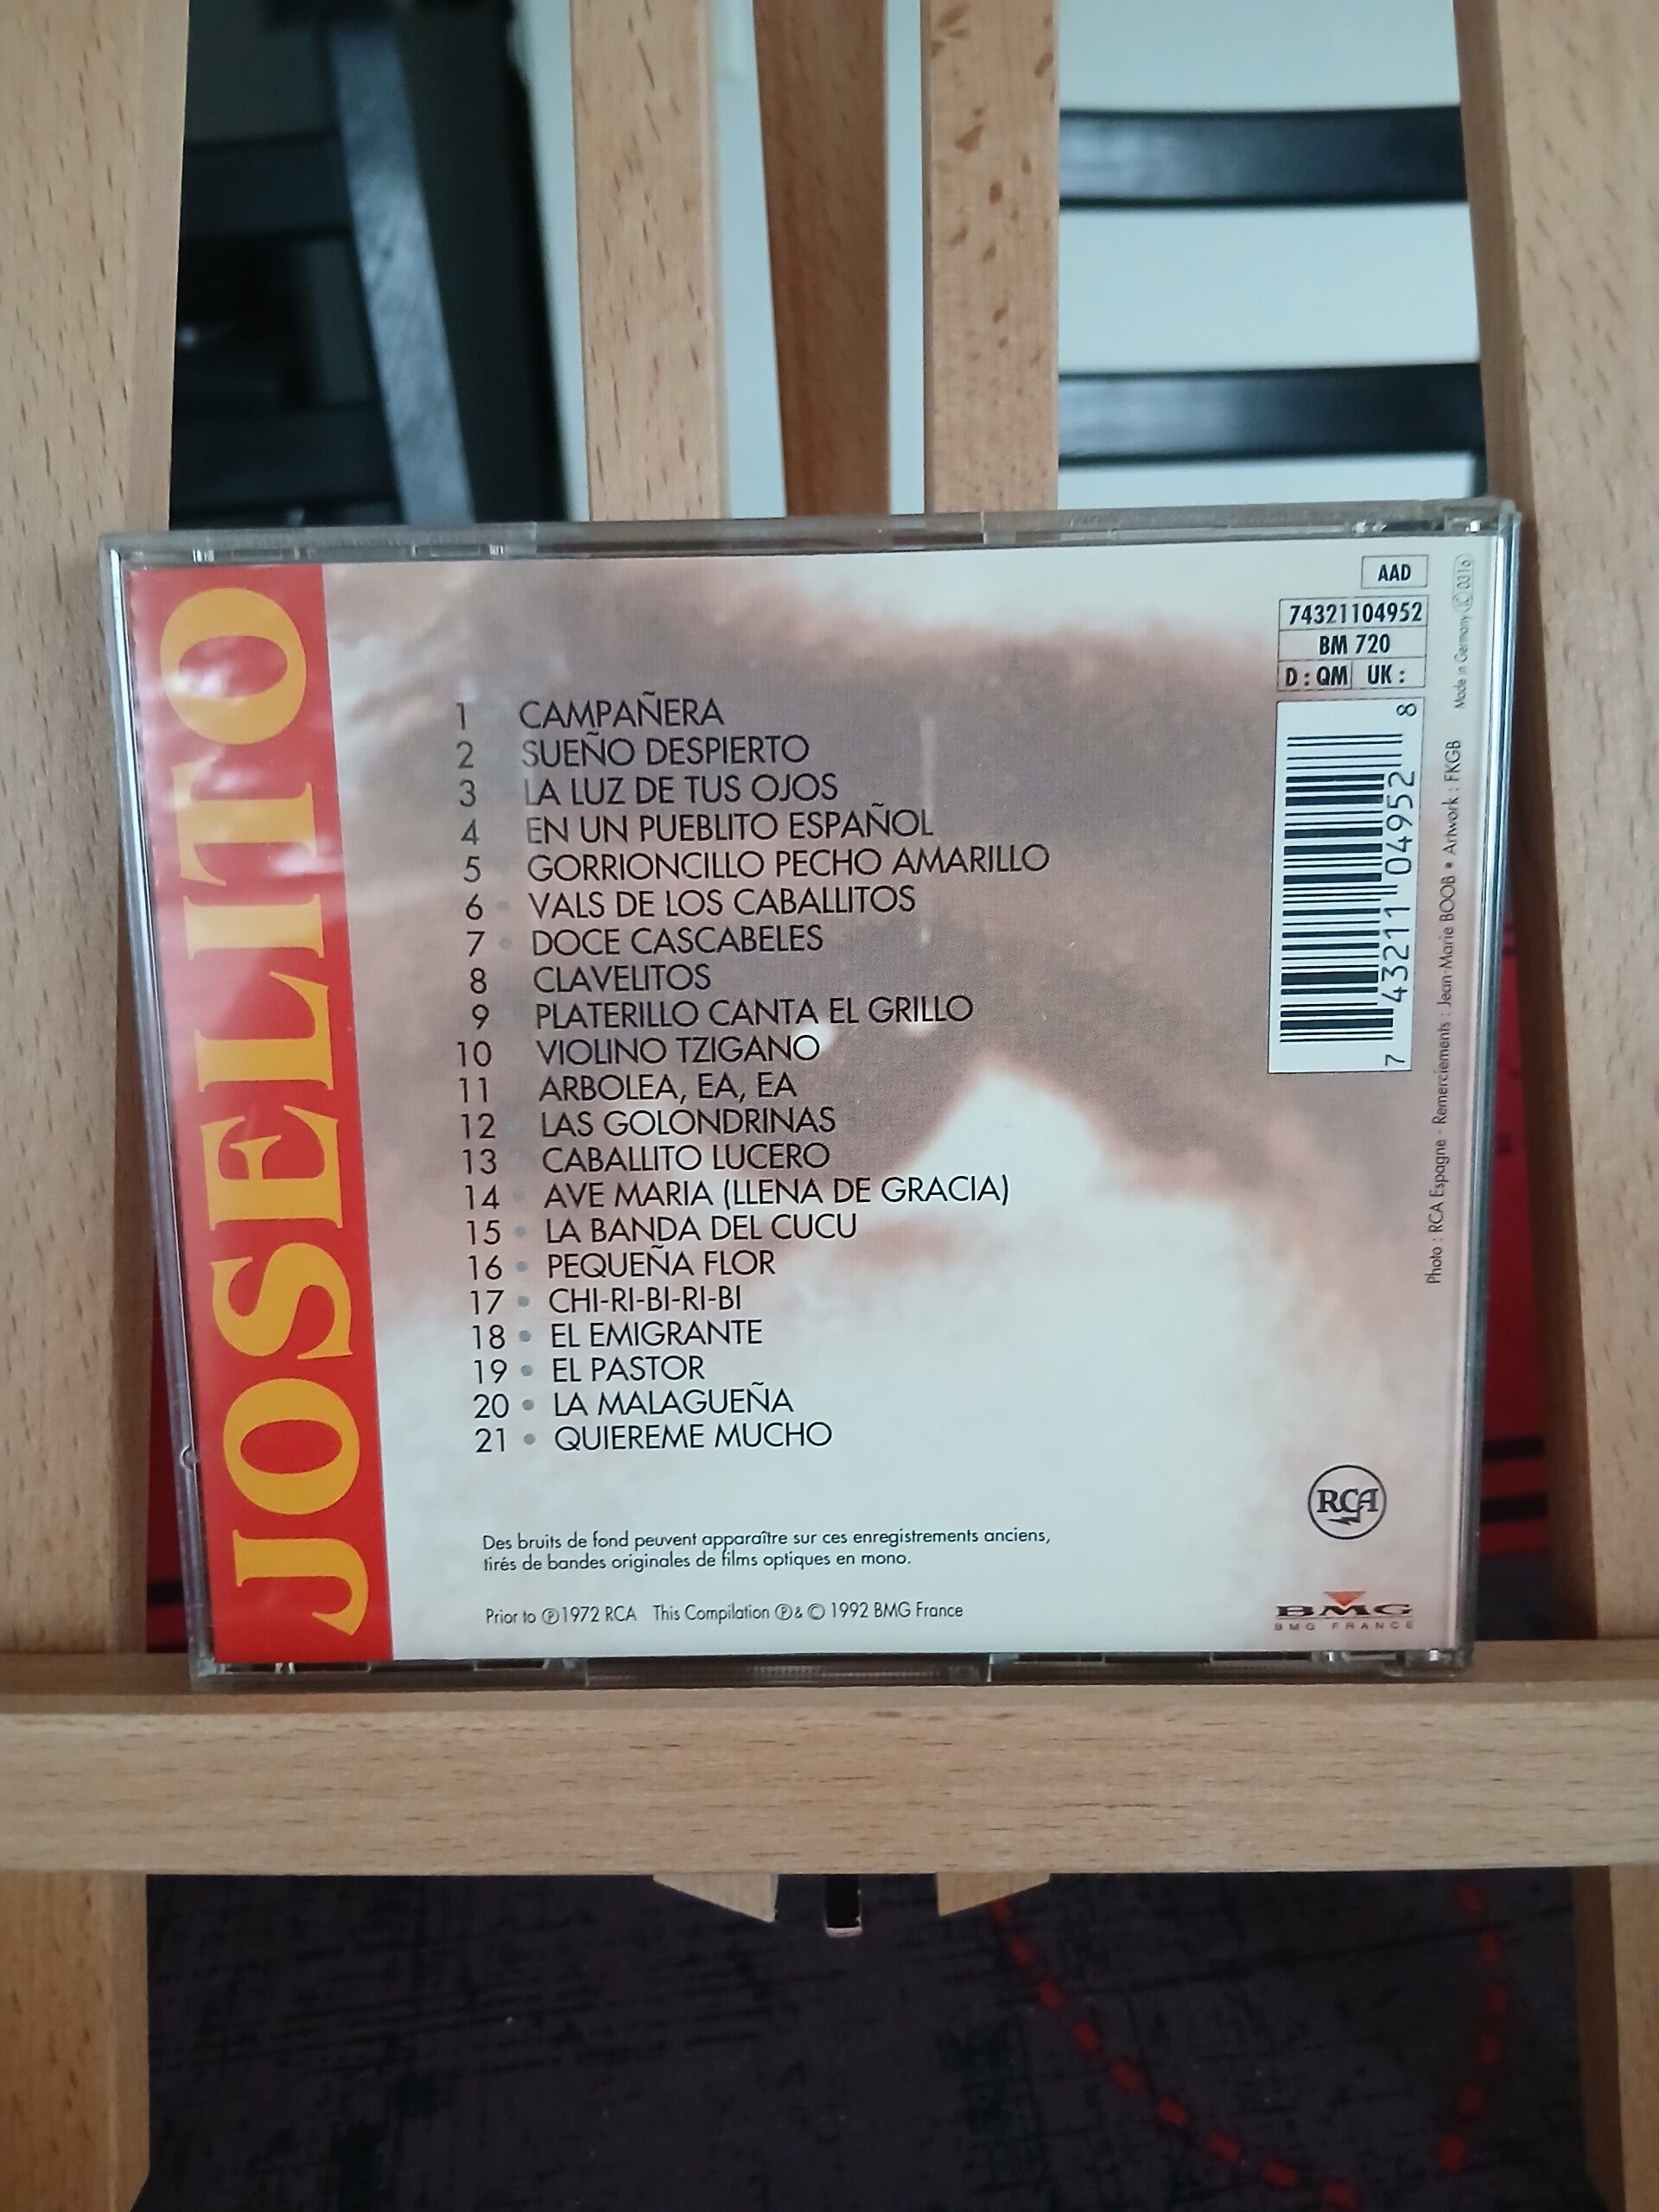 JOSELITO
1 CAMPAÑERA
2 SUEÑO DESPIERTO
3 LA LUZ DE TUS OJOS
4 EN UN PUEBLITO ESPAÑOL
5 GORRIONCILLO PECHO AMARILLO
6 • VALS DE LOS CABALLITOS
7 • DOCE CASCABELES
8 CLAVELITOS
9 PLATERILLO CANTA EL GRILLO
10 VIOLINO TZIGANO
11 ARBOLEA, EA, EA
12 LAS GOLONDRINAS
13 CABALLITO LUCERO
14 • AVE MARIA (LLENA DE GRACIA)
15 • LA BANDA DEL CUCU
16 • PEQUEÑA FLOR
17 • CHI-RI-BI-RI-BI
18 • EL EMIGRANTE
19 • EL PASTOR
20 • LA MALAGUEÑA
21 • QUIEREME MUCHO
Des bruits de fond peuvent apparaître sur ces enregistrements anciens,
tirés de bandes originales de films optiques en mono.
Prior to ℗1972 RCA This Compilation ℗& © 1992 BMG France
AAD
74321104952
BM 720
D : QM UK :
7 43211 04952 8
Photo : RCA Espagne - Remerciements : Jean-Marie BOOB • Artwork : FKGB
Made in Germany LC 0316
RCA
BMG
BMG FRANCE